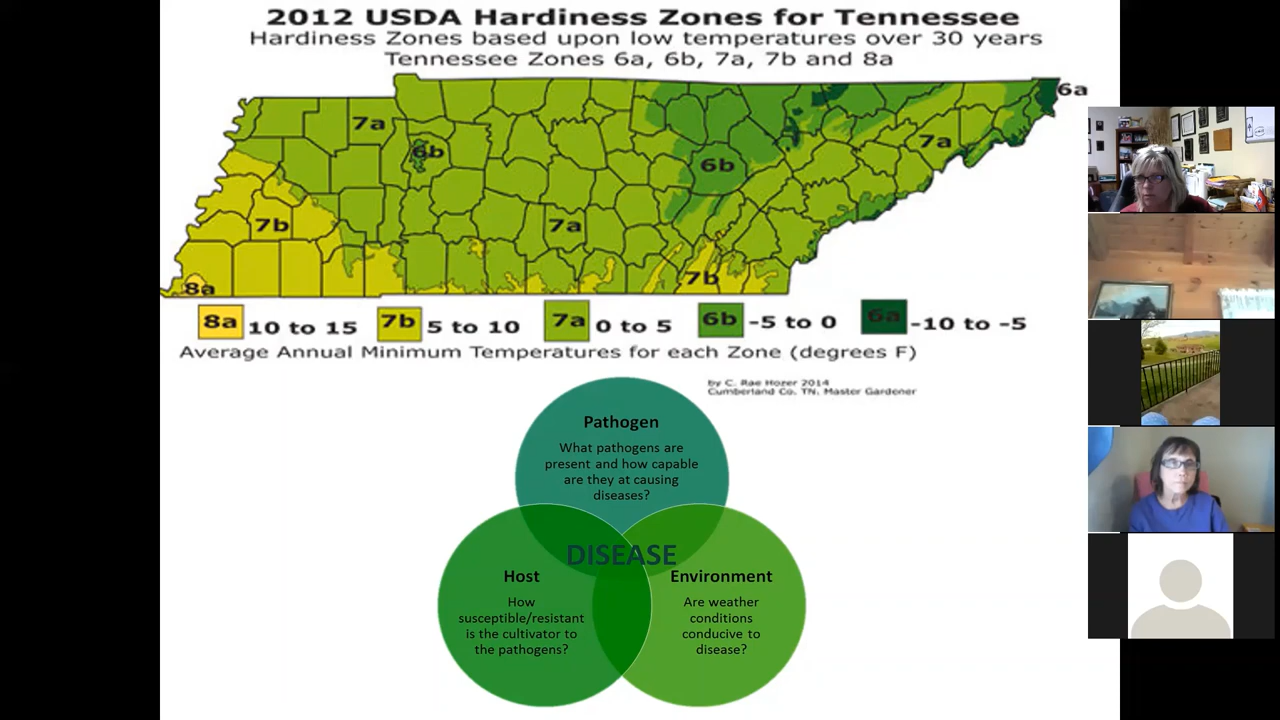 2012 USDA Hardiness Zones for Tennessee
Hardiness Zones based upon low temperatures over 30 years
Tennessee Zones 6a, 6b, 7a, 7b and 8a
6a
7a
6b
7a
6b
7b
7a
7b
8a
8a 10 to 15 7b 5 to 10 7a 0 to 5 6b -5 to 0 6a -10 to -5
Average Annual Minimum Temperatures for each Zone (degrees F)
by C. Rae Hozer 2014
Cumberland Co. TN. Master Gardener
Pathogen
What pathogens are
present and how capable
are they at causing
diseases?
DISEASE
Host
How
susceptible/resistant
is the cultivator to
the pathogens?
Environment
Are weather
conditions
conducive to
disease?